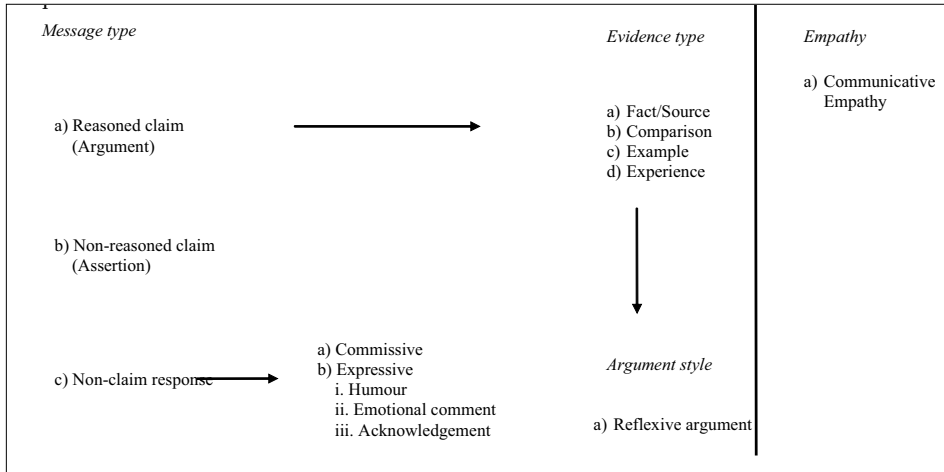 Message type
a) Reasoned claim
(Argument)
b) Non-reasoned claim
(Assertion)
c) Non-claim response
a) Commissive
b) Expressive
i. Humour
ii. Emotional comment
iii. Acknowledgement
Evidence type
a) Fact/Source
b) Comparison
c) Example
d) Experience
Argument style
a) Reflexive argument
Empathy
a) Communicative
Empathy